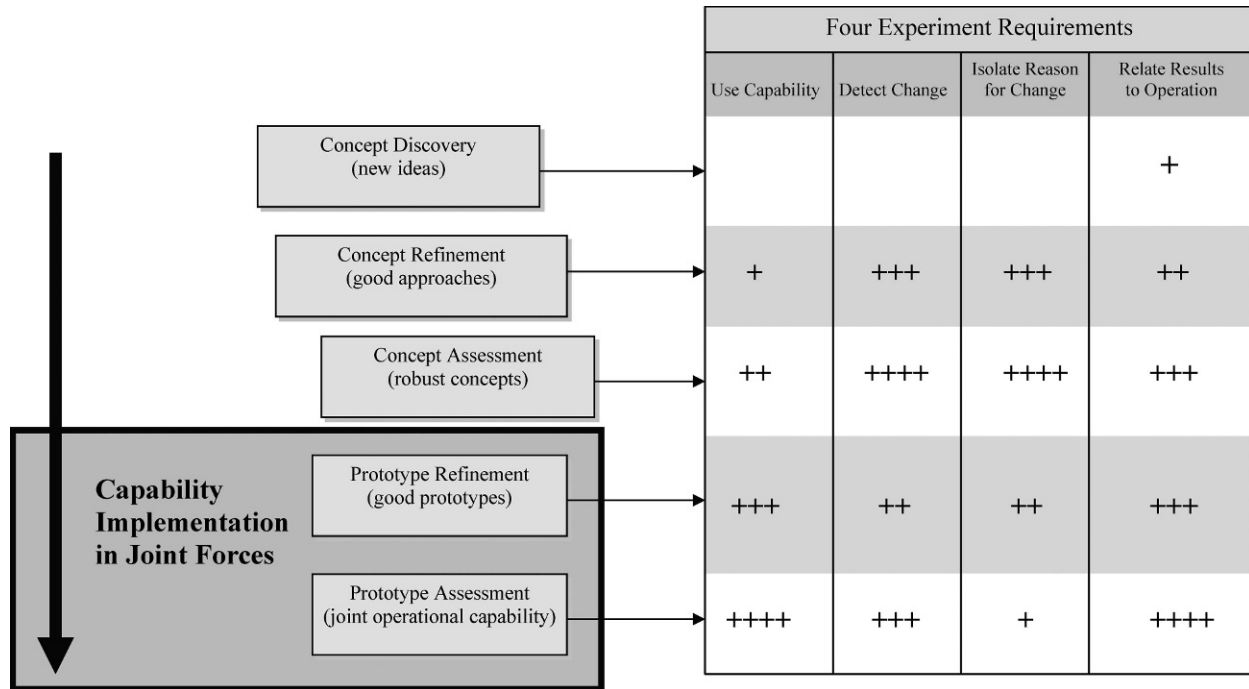 Four Experiment Requirements
Use Capability
Detect Change
Isolate Reason
for Change
Relate Results
to Operation
Concept Discovery
(new ideas)
+
Concept Refinement
(good approaches)
+
+++
+++
++
Concept Assessment
(robust concepts)
++
++++
++++
+++
Capability
Implementation
in Joint Forces
Prototype Refinement
(good prototypes)
+++
++
++
+++
Prototype Assessment
(joint operational capability)
++++
+++
+
++++